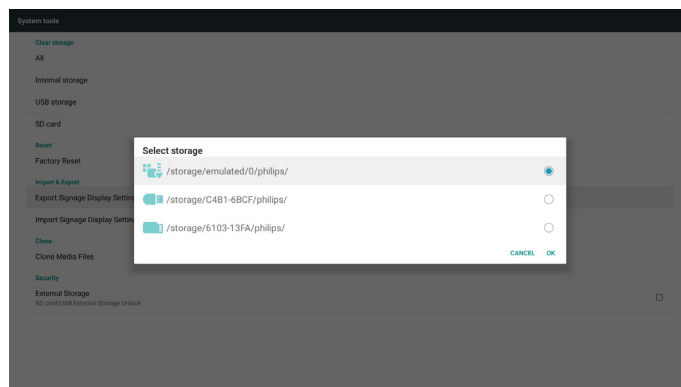 System tools
Clear storage
All
Internal storage
USB storage
SD card
Reset
Factory Reset
Import & Export
Export Signage Display Settin
Import Signage Display Settin
Clone
Clone Media Files
Security
External Storage
SD card/USB External Storage Unlock
Select storage
/storage/emulated/0/philips/
/storage/C4B1-6BCF/philips/
/storage/6103-13FA/philips/
CANCEL OK